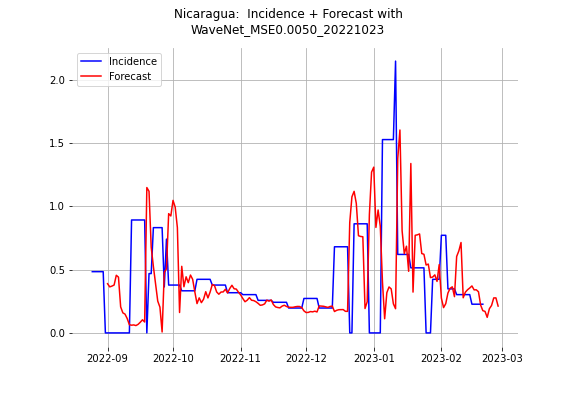 Nicaragua:  Incidence + Forecast with
WaveNet_MSE0.0050_20221023
Incidence
Forecast
2.0
1.5
1.0
0.5
0.0
2022-09 2022-10 2022-11 2022-12 2023-01 2023-02 2023-03